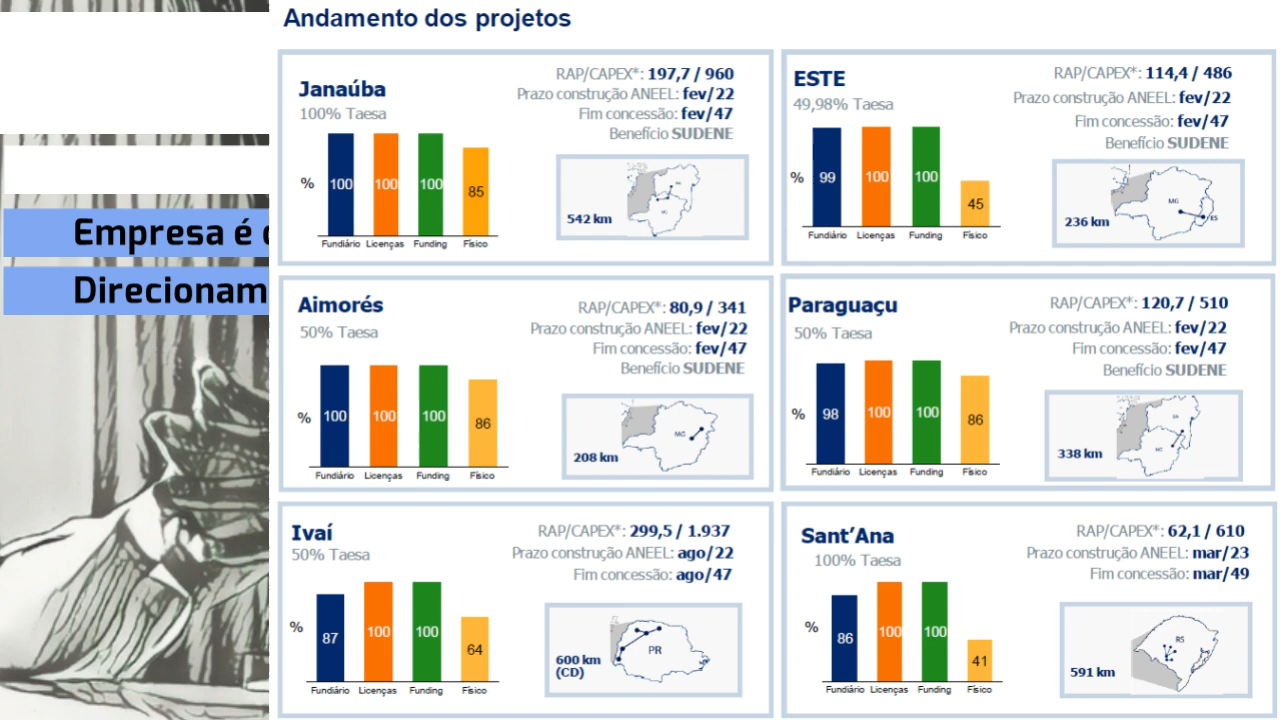 Andamento dos projetos
Empresa é
Direcionam
Janaúba
100% Taesa
RAP/CAPEX*: 197,7 / 960
Prazo construção ANEEL: fev/22
Fim concessão: fev/47
Benefício SUDENE
%
100 100 100 85
Fundiário Licenças Funding Físico
542 km
ESTE
49,98% Taesa
RAP/CAPEX*: 114,4 / 486
Prazo construção ANEEL: fev/22
Fim concessão: fev/47
Benefício SUDENE
%
99 100 100 45
Fundiário Licenças Funding Físico
236 km
MG
ES
Aimorés
50% Taesa
RAP/CAPEX*: 80,9 / 341
Prazo construção ANEEL: fev/22
Fim concessão: fev/47
Benefício SUDENE
%
100 100 100 86
Fundiário Licenças Funding Físico
208 km
MG
Paraguaçu
50% Taesa
RAP/CAPEX*: 120,7 / 510
Prazo construção ANEEL: fev/22
Fim concessão: fev/47
Benefício SUDENE
%
98 100 100 86
Fundiário Licenças Funding Físico
338 km
Ivaí
50% Taesa
RAP/CAPEX*: 299,5 / 1.937
Prazo construção ANEEL: ago/22
Fim concessão: ago/47
%
87 100 100 64
Fundiário Licenças Funding Físico
600 km
(CD)
PR
Sant’Ana
100% Taesa
RAP/CAPEX*: 62,1 / 610
Prazo construção ANEEL: mar/23
Fim concessão: mar/49
%
86 100 100 41
Fundiário Licenças Funding Físico
591 km
RS